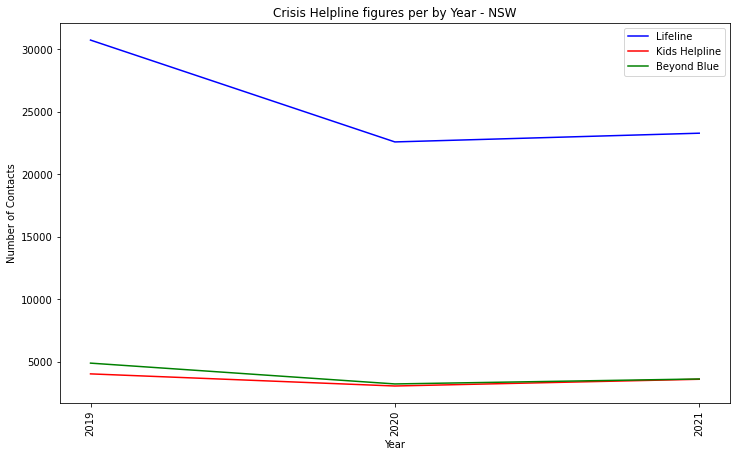 Crisis Helpline figures per by Year - NSW
Lifeline
Kids Helpline
Beyond Blue
Number of Contacts
30000
25000
20000
15000
10000
5000
2019
2020
2021
Year